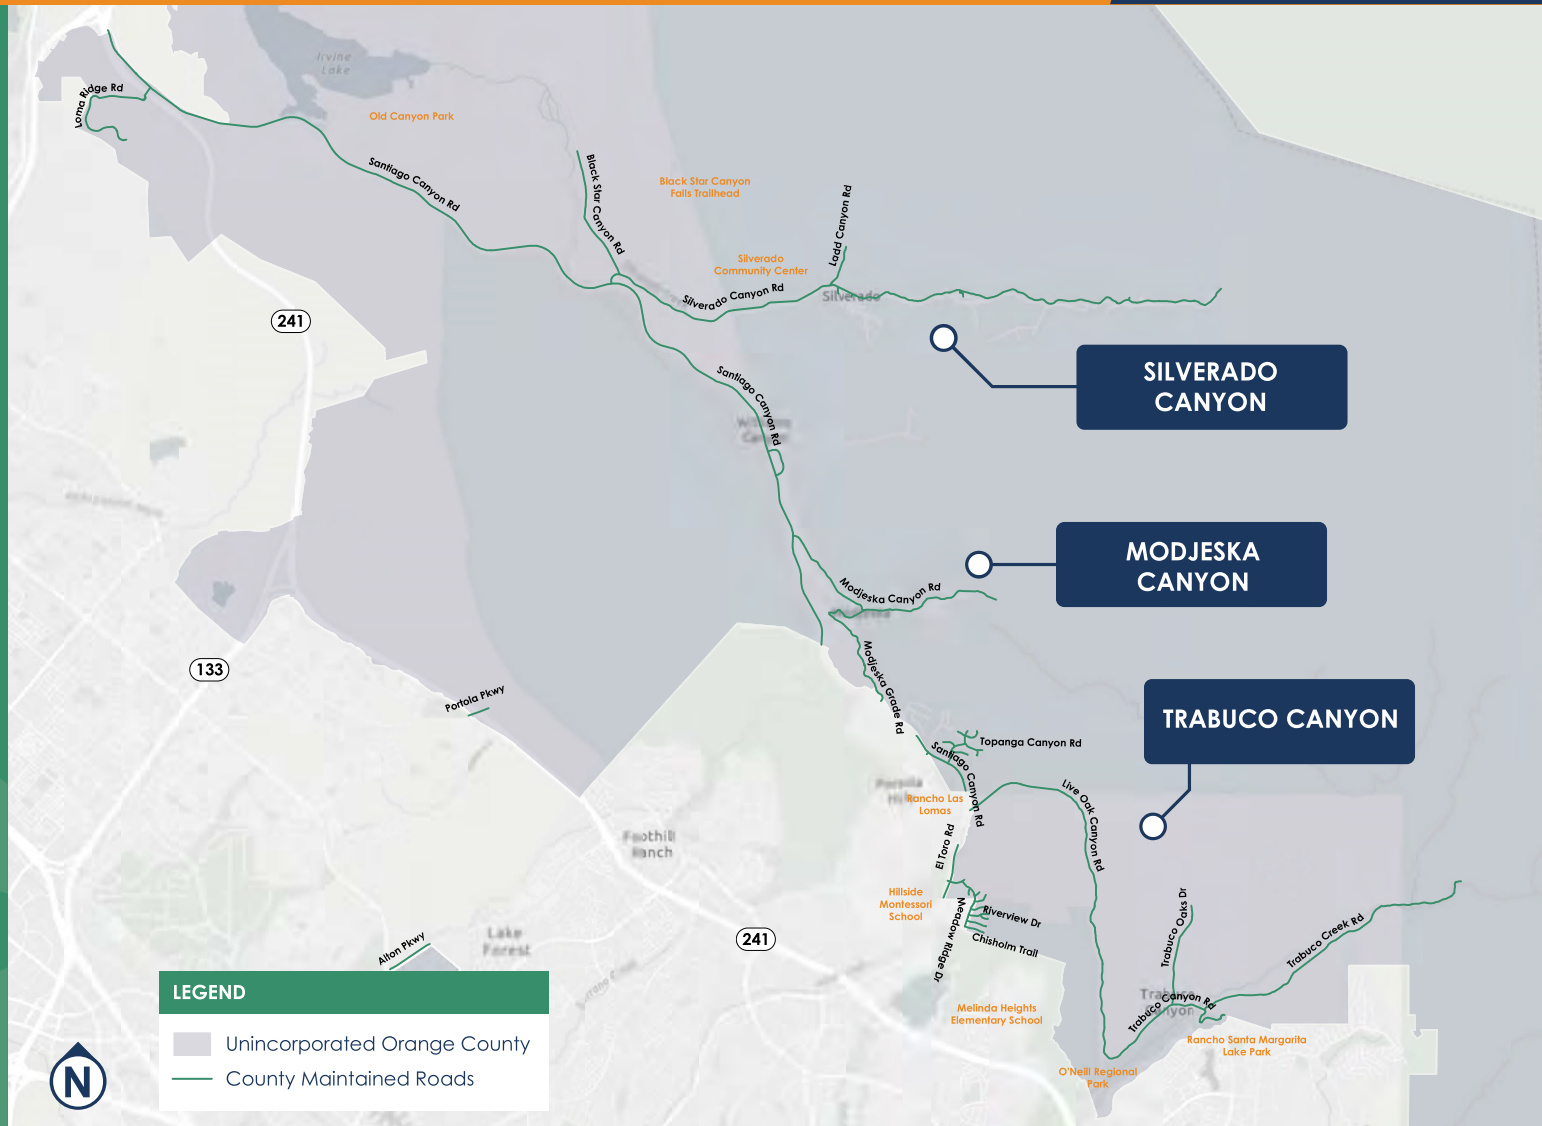 Irvine
Lake
Loma Ridge Rd
Old Canyon Park
Santiago Canyon Rd
Black Star Canyon Rd
Black Star Canyon
Falls Trailhead
Ladd Canyon Rd
Silverado
Community Center
Silverado Canyon Rd
Silverado
241
SILVERADO
CANYON
Santiago Canyon Rd
MODJESKA
CANYON
Modjeska Canyon Rd
133
Modjeska Grade Rd
Portola Pkwy
TRABUCO CANYON
Santiago Canyon Rd
Topanga Canyon Rd
Rancho Las
Lomas
Live Oak Canyon Rd
Foothill
Ranch
El Toro Rd
Hillside
Montessori
School
Meadow Ridge Dr
Riverview Dr
Chisholm Trail
Trabuco Oaks Dr
Trabuco Creek Rd
241
Lake
Forest
Alton Pkwy
Trabuco
Canyon
Trabuco Canyon Rd
Melinda Heights
Elementary School
Rancho Santa Margarita
Lake Park
O'Neill Regional
Park
LEGEND
Unincorporated Orange County
County Maintained Roads
N